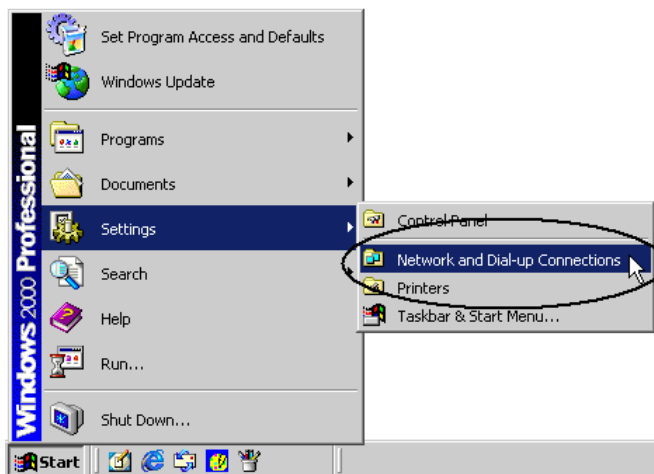 Set Program Access and Defaults
Windows Update
Programs
Documents
Settings
Search
Help
Run...
Shut Down...
Control Panel
Network and Dial-up Connections
Printers
Taskbar & Start Menu...
Windows 2000 Professional
Start